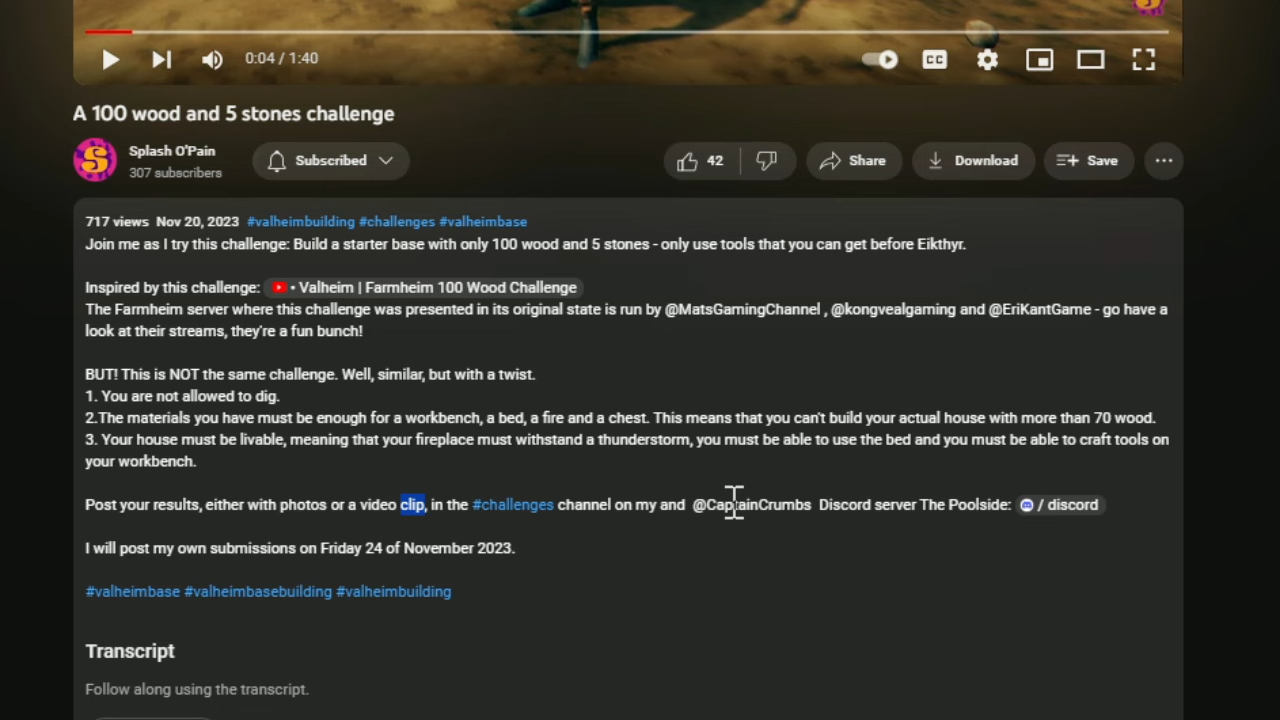 0:04 / 1:40
CC
A 100 wood and 5 stones challenge
S
Splash O'Pain
307 subscribers
Subscribed
42
Share
Download
Save
717 views Nov 20, 2023 #valheimbuilding #challenges #valheimbase
Join me as I try this challenge: Build a starter base with only 100 wood and 5 stones - only use tools that you can get before Eikthyr.
Inspired by this challenge: • Valheim | Farmheim 100 Wood Challenge
The Farmheim server where this challenge was presented in its original state is run by @MatsGamingChannel , @kongvealgaming and @EriKantGame - go have a
look at their streams, they're a fun bunch!
BUT! This is NOT the same challenge. Well, similar, but with a twist.
1. You are not allowed to dig.
2.The materials you have must be enough for a workbench, a bed, a fire and a chest. This means that you can't build your actual house with more than 70 wood.
3. Your house must be livable, meaning that your fireplace must withstand a thunderstorm, you must be able to use the bed and you must be able to craft tools on
your workbench.
Post your results, either with photos or a video clip, in the #challenges channel on my and @CaptainCrumbs Discord server The Poolside: / discord
I will post my own submissions on Friday 24 of November 2023.
#valheimbase #valheimbasebuilding #valheimbuilding
Transcript
Follow along using the transcript.